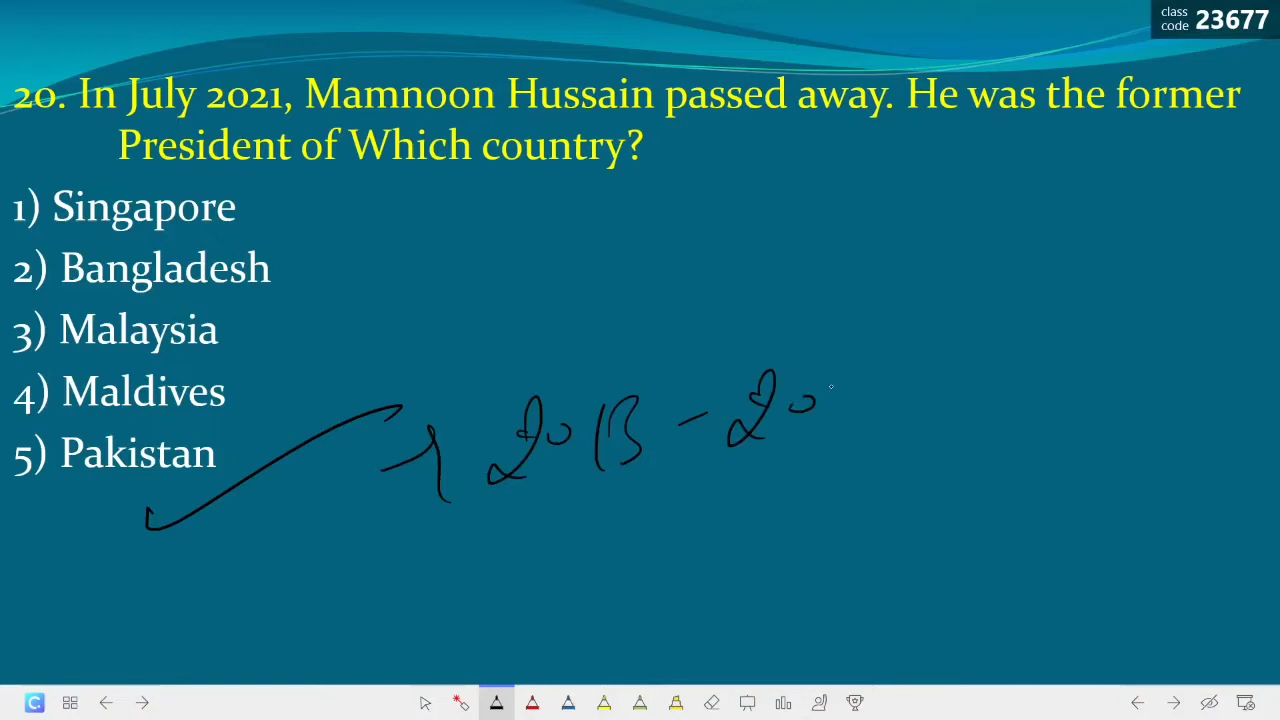 class
code 23677
20. In July 2021, Mamnoon Hussain passed away. He was the former
President of Which country?
1) Singapore
2) Bangladesh
3) Malaysia
4) Maldives
5) Pakistan
2013 - 20